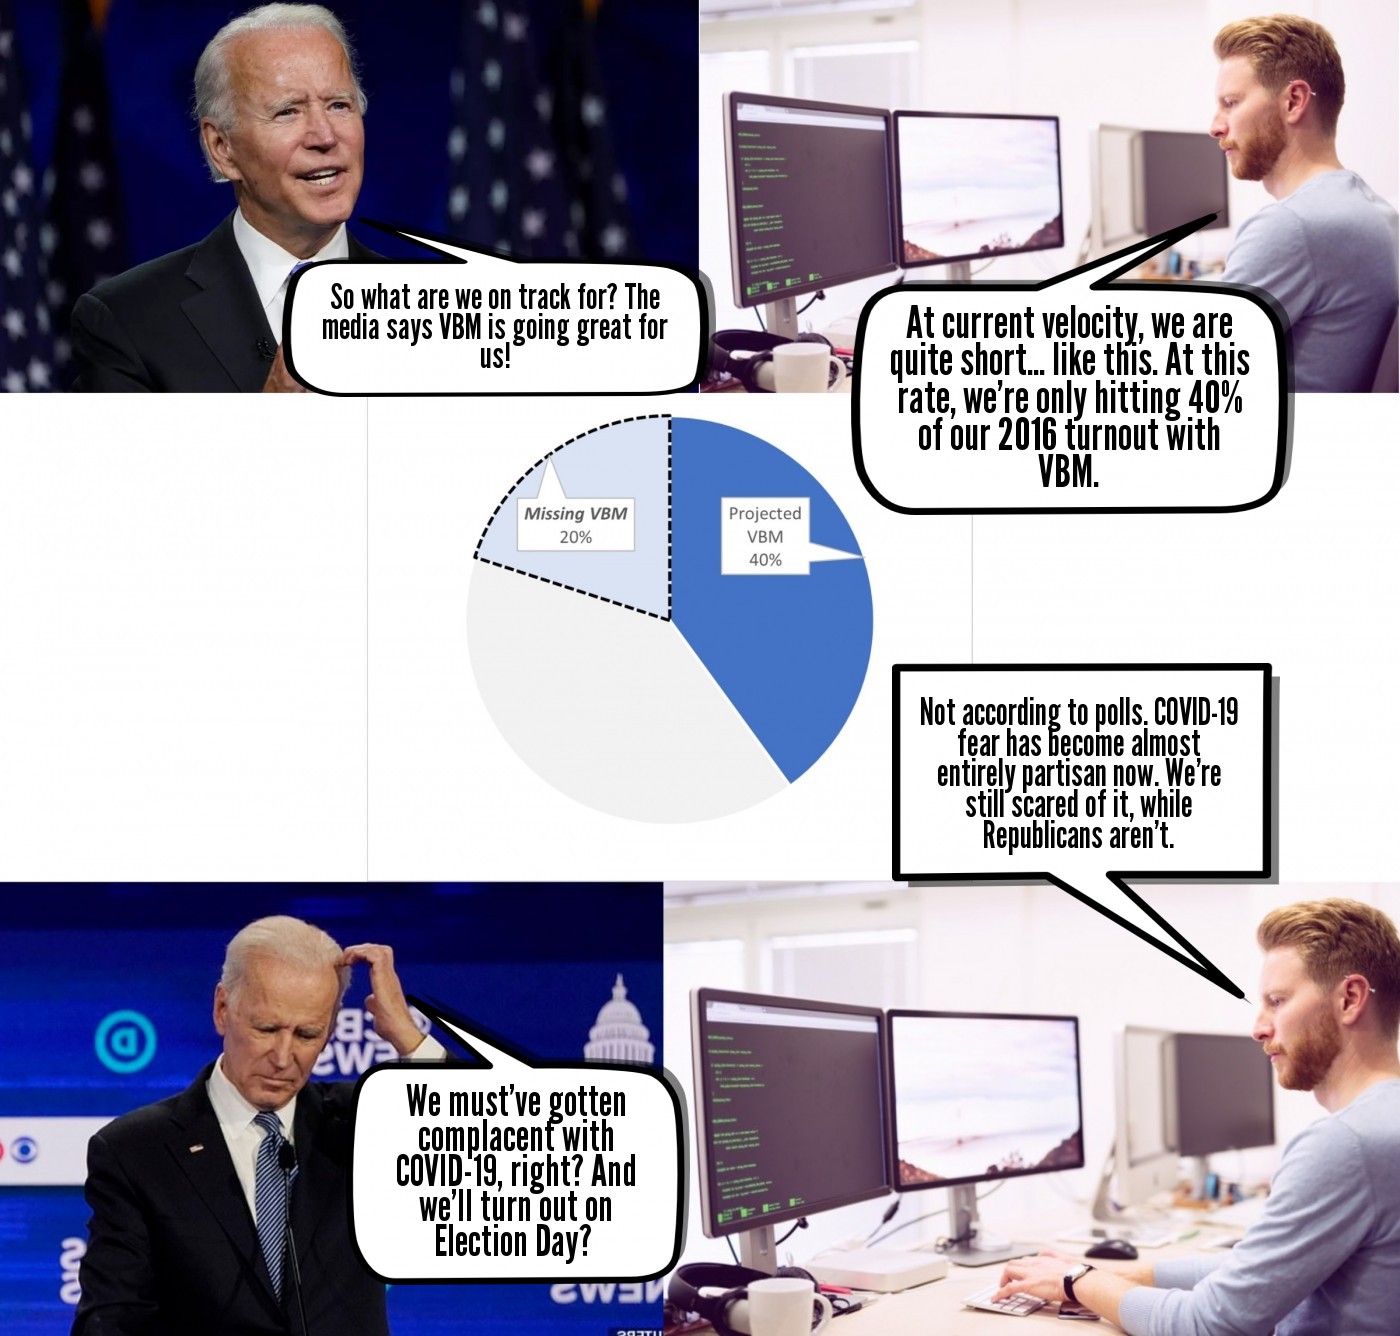 So what are we on track for? The
media says VBM is going great for
us!
At current velocity, we are
quite short... like this. At this
rate, we're only hitting 40%
of our 2016 turnout with
VBM.
Missing VBM
20%
Projected
VBM
40%
Not according to polls. COVID-19
fear has become almost
entirely partisan now. We're
still scared of it, while
Republicans aren't.
We must've gotten
complacent with
COVID-19, right? And
we'll turn out on
Election Day?
CBS
NEWS
NEWS